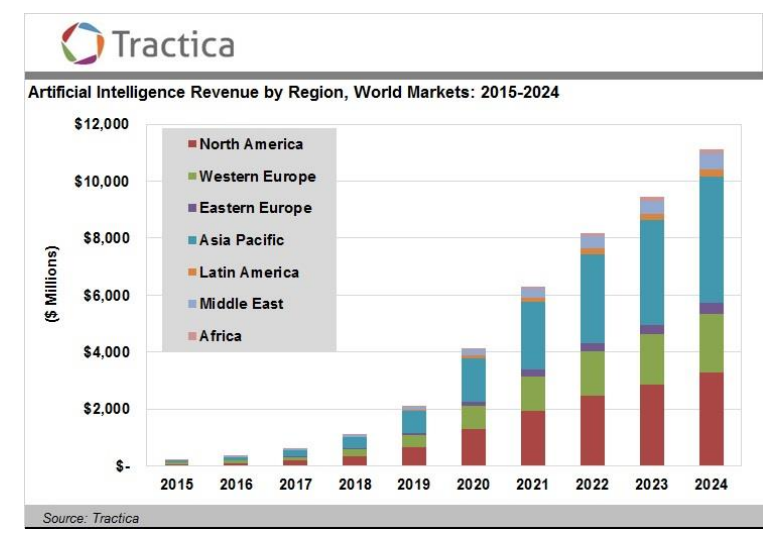 Tractica
Artificial Intelligence Revenue by Region, World Markets: 2015-2024
($ Millions)
$12,000
$10,000
$8,000
$6,000
$4,000
$2,000
$-
North America
Western Europe
Eastern Europe
Asia Pacific
Latin America
Middle East
Africa
2015 2016 2017 2018 2019 2020 2021 2022 2023 2024
Source: Tractica